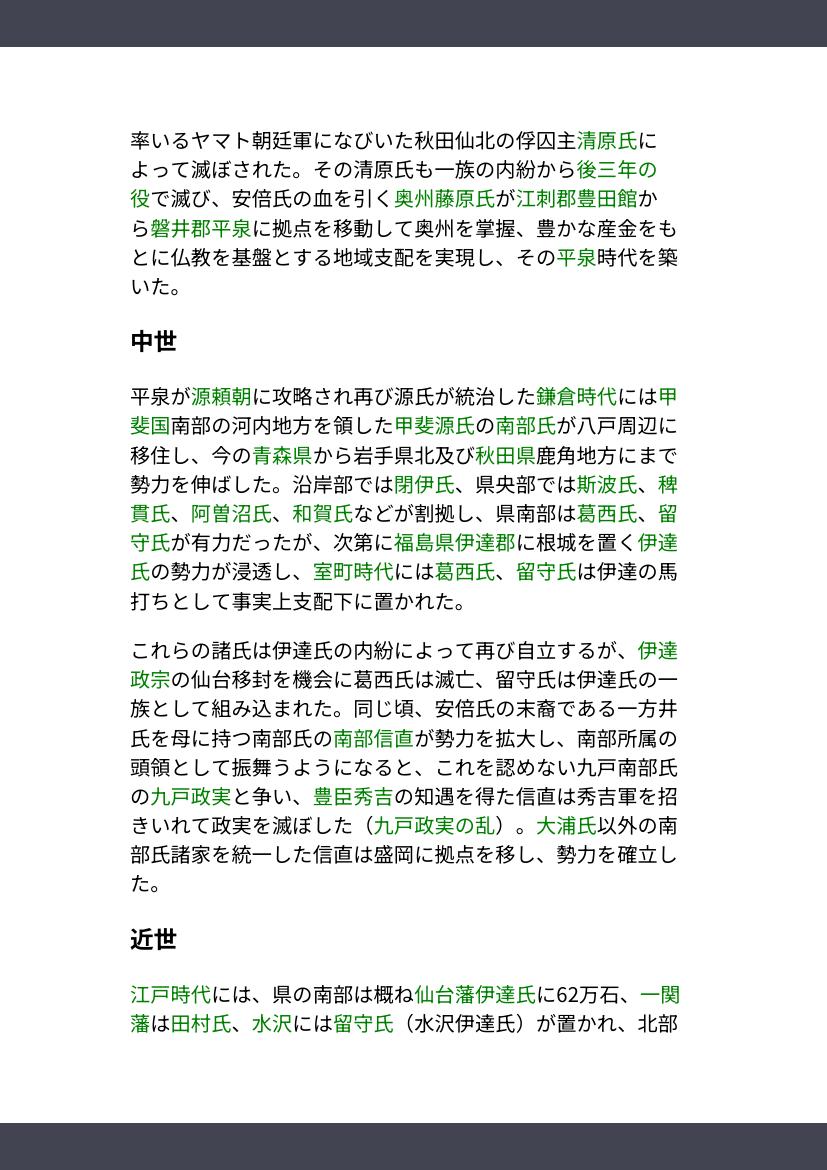 率いるヤマト朝廷軍になびいた秋田仙北の俘囚主清原氏に
よって滅ぼされた。その清原氏も一族の内紛から後三年の
役で滅び、安倍氏の血を引く奥州藤原氏が江刺郡豊田館か
ら磐井郡平泉に拠点を移動して奥州を掌握、豊かな産金をも
とに仏教を基盤とする地域支配を実現し、その平泉時代を築
いた。
中世
平泉が源頼朝に攻略され再び源氏が統治した鎌倉時代には甲
斐国南部の河内地方を領した甲斐源氏の南部氏が八戸周辺に
移住し、今の青森県から岩手県北及び秋田県鹿角地方にまで
勢力を伸ばした。沿岸部では閉伊氏、県央部では斯波氏、稗
貫氏、阿曽沼氏、和賀氏などが割拠し、県南部は葛西氏、留
守氏が有力だったが、次第に福島県伊達郡に根城を置く伊達
氏の勢力が浸透し、室町時代には葛西氏、留守氏は伊達の馬
打ちとして事実上支配下に置かれた。
これらの諸氏は伊達氏の内紛によって再び自立するが、伊達
政宗の仙台移封を機会に葛西氏は滅亡、留守氏は伊達氏の一
族として組み込まれた。同じ頃、安倍氏の末裔である一方井
氏を母に持つ南部氏の南部信直が勢力を拡大し、南部所属の
頭領として振舞うようになると、これを認めない九戸南部氏
の九戸政実と争い、豊臣秀吉の知遇を得た信直は秀吉軍を招
きいれて政実を滅ぼした（九戸政実の乱）。大浦氏以外の南
部氏諸家を統一した信直は盛岡に拠点を移し、勢力を確立し
た。
近世
江戸時代には、県の南部は概ね仙台藩伊達氏に62万石、一関
藩は田村氏、水沢には留守氏（水沢伊達氏）が置かれ、北部